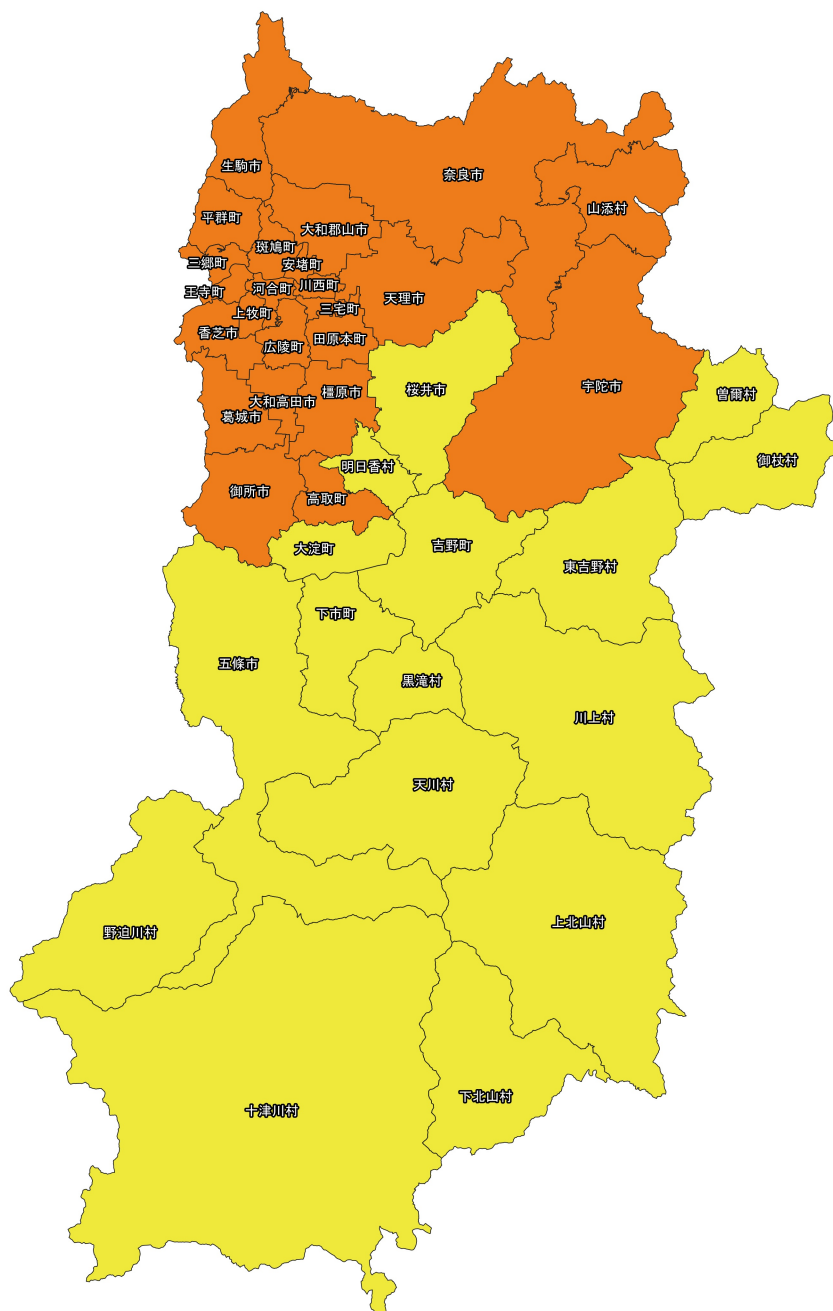 生駒市
奈良市
平群町
山添村
大和郡山市
斑鳩町
三郷町
安堵町
河合町
川西町
王寺町
天理市
上牧町
三宅町
香芝市
田原本町
広陵町
桜井市
宇陀市
橿原市
曽爾村
大和高田市
葛城市
御杖村
明日香村
御所市
高取町
吉野町
大淀町
東吉野村
下市町
五條市
黒滝村
川上村
天川村
上北山村
野迫川村
下北山村
十津川村